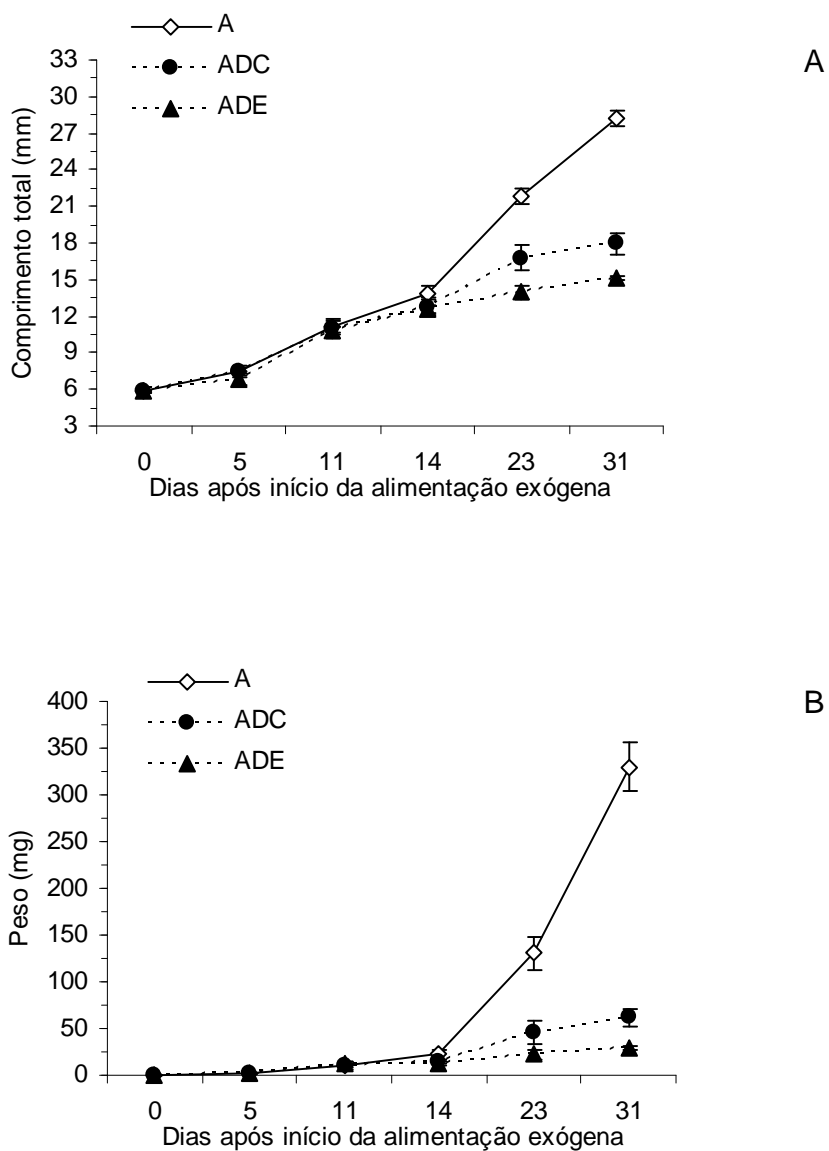 A
ADC
ADE
A
33
30
27
24
21
18
15
12
9
6
3
Comprimento total (mm)
0 5 11 14 23 31
Dias após início da alimentação exógena
A
ADC
ADE
B
400
350
300
250
200
150
100
50
0
Peso (mg)
0 5 11 14 23 31
Dias após início da alimentação exógena